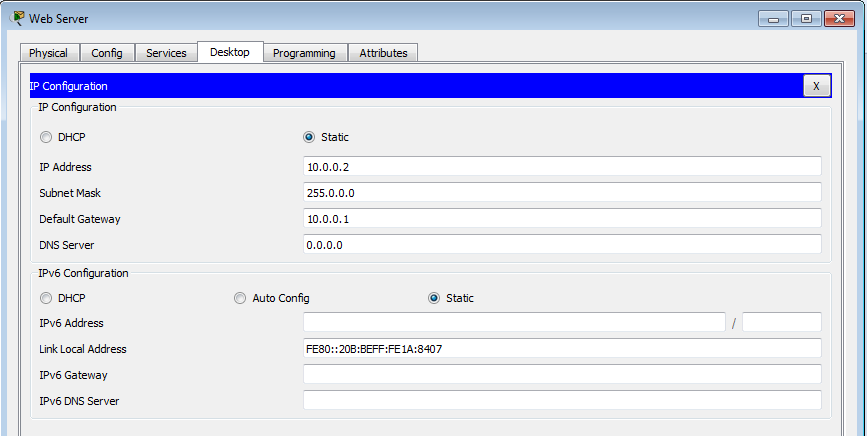 Web Server
Physical Config Services Desktop Programming Attributes
IP Configuration X
IP Configuration
DHCP Static
IP Address 10.0.0.2
Subnet Mask 255.0.0.0
Default Gateway 10.0.0.1
DNS Server 0.0.0.0
IPv6 Configuration
DHCP Auto Config Static
IPv6 Address /
Link Local Address FE80::20B:BEFF:FE1A:8407
IPv6 Gateway
IPv6 DNS Server